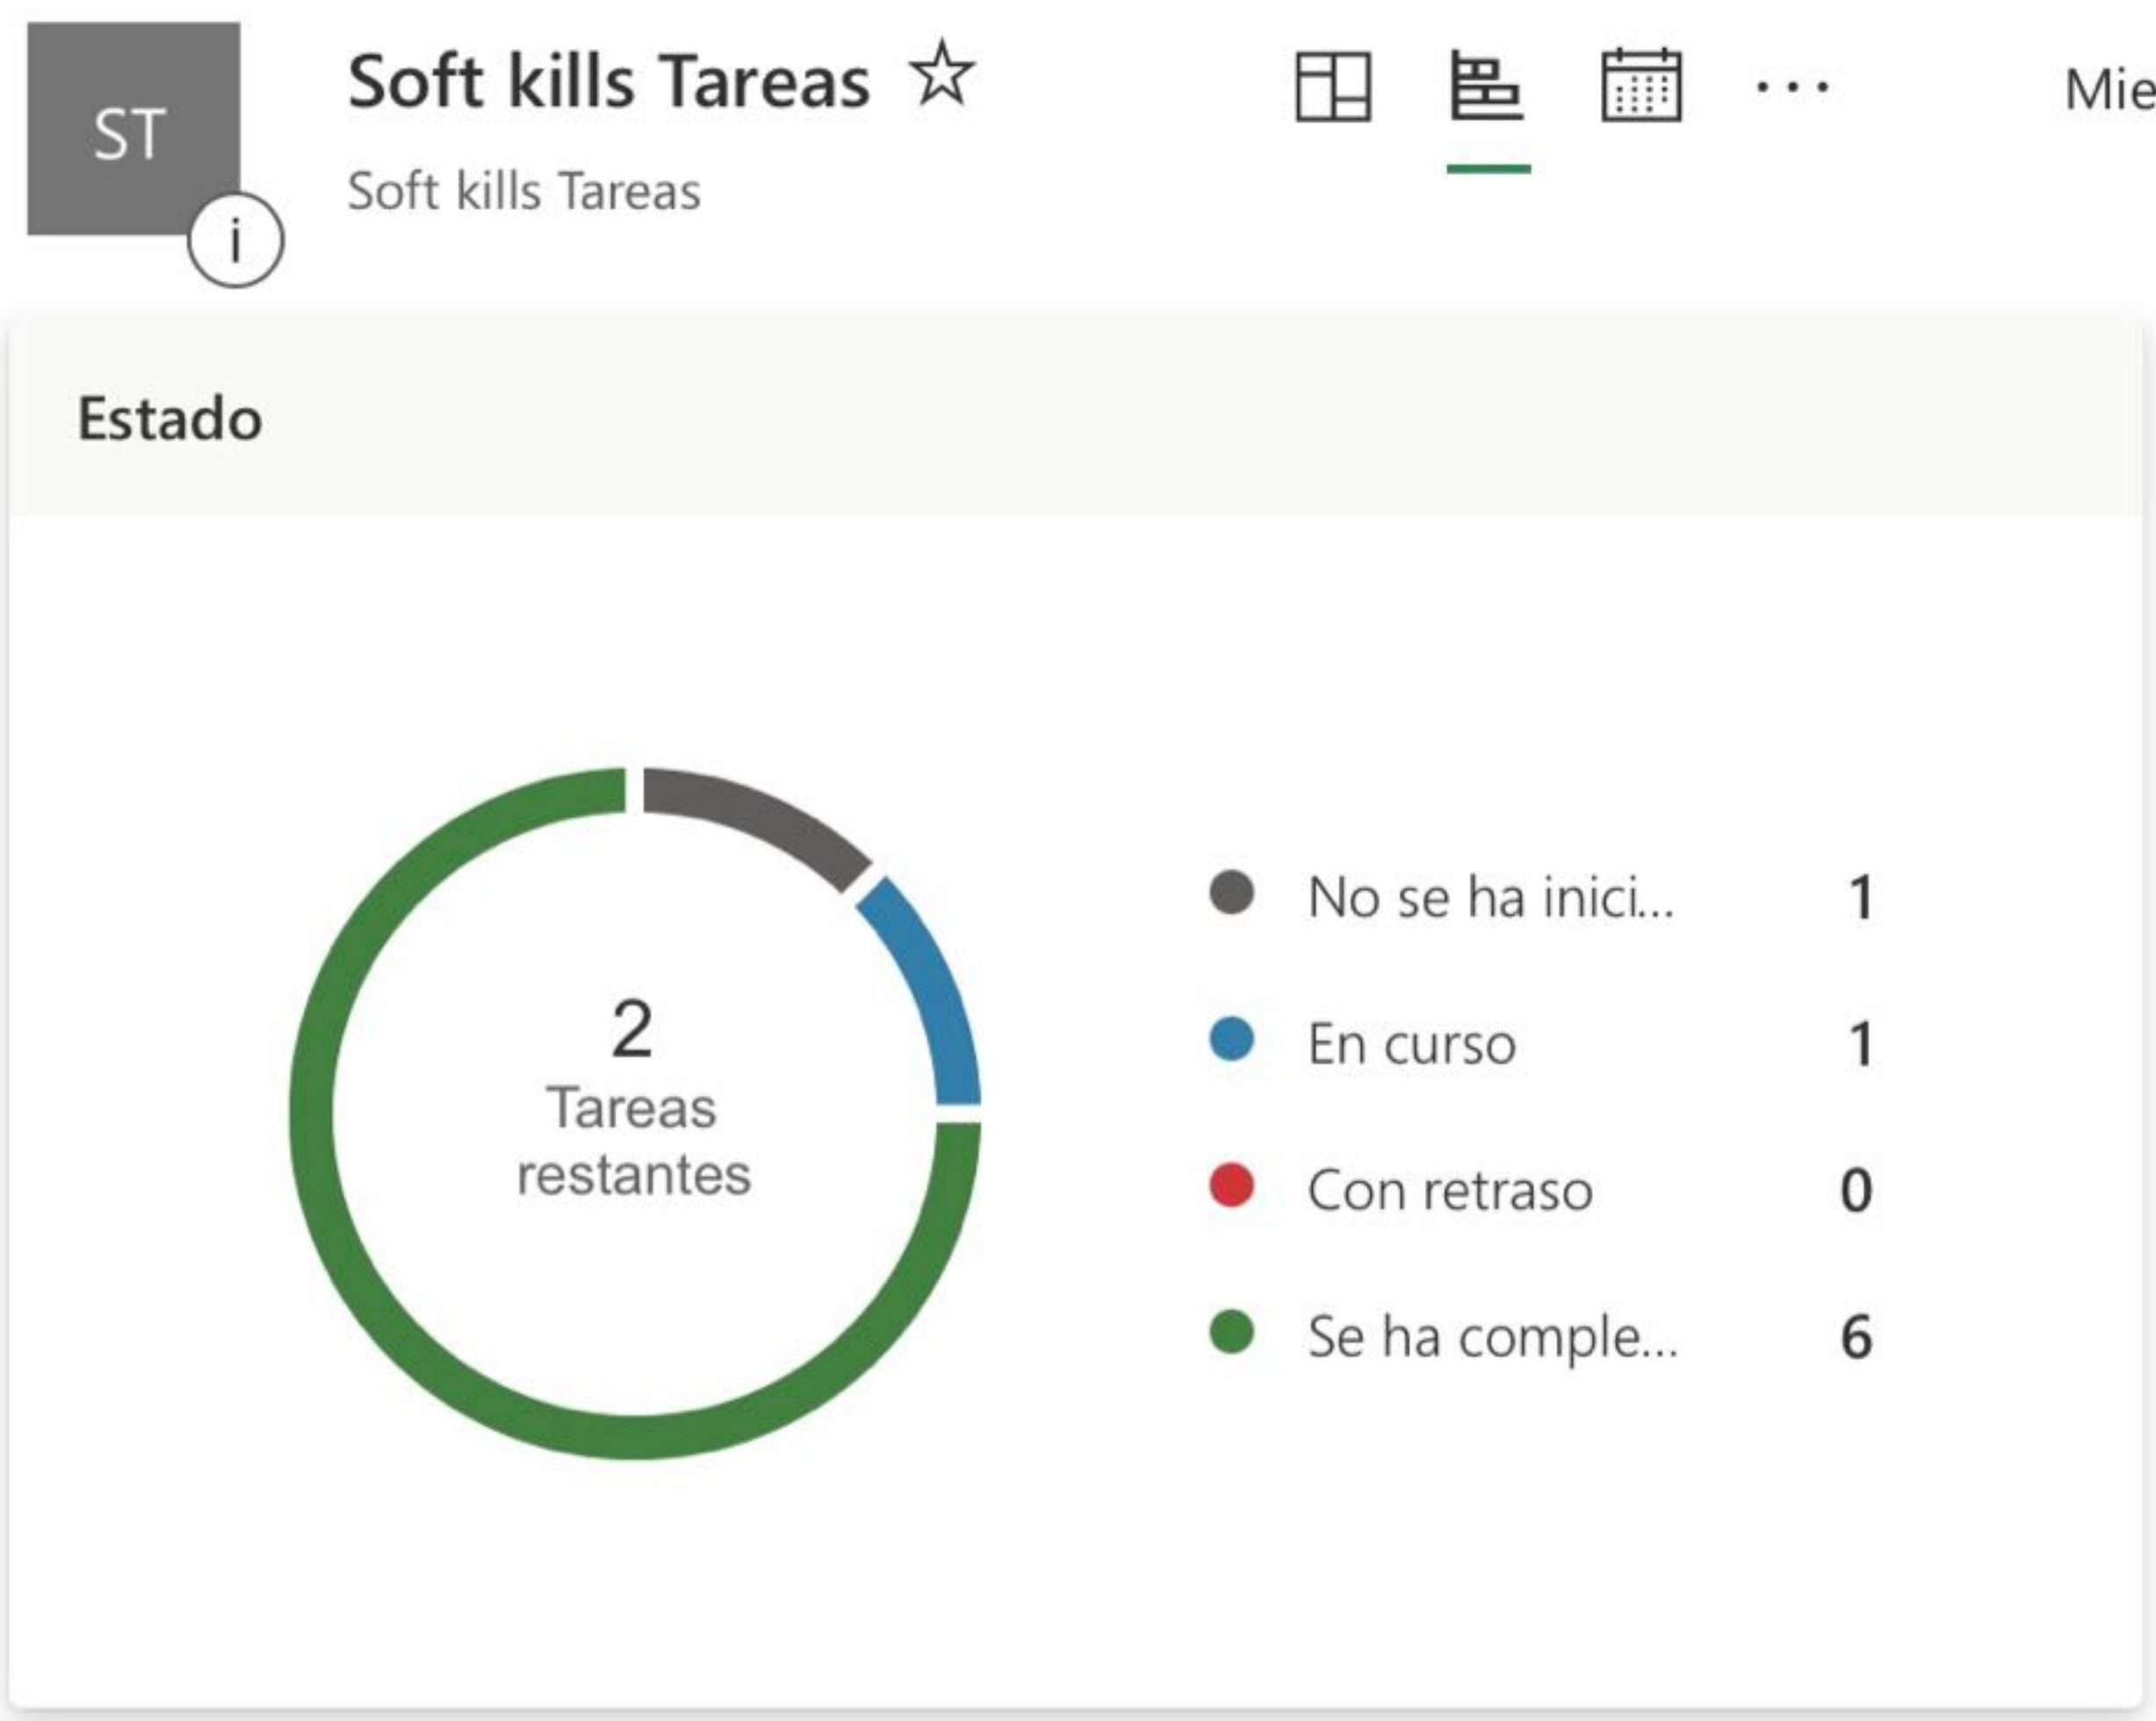 ST
i
Soft kills Tareas
Soft kills Tareas
Mie
Estado
2
Tareas
restantes
No se ha inici... 1
En curso 1
Con retraso 0
Se ha comple... 6